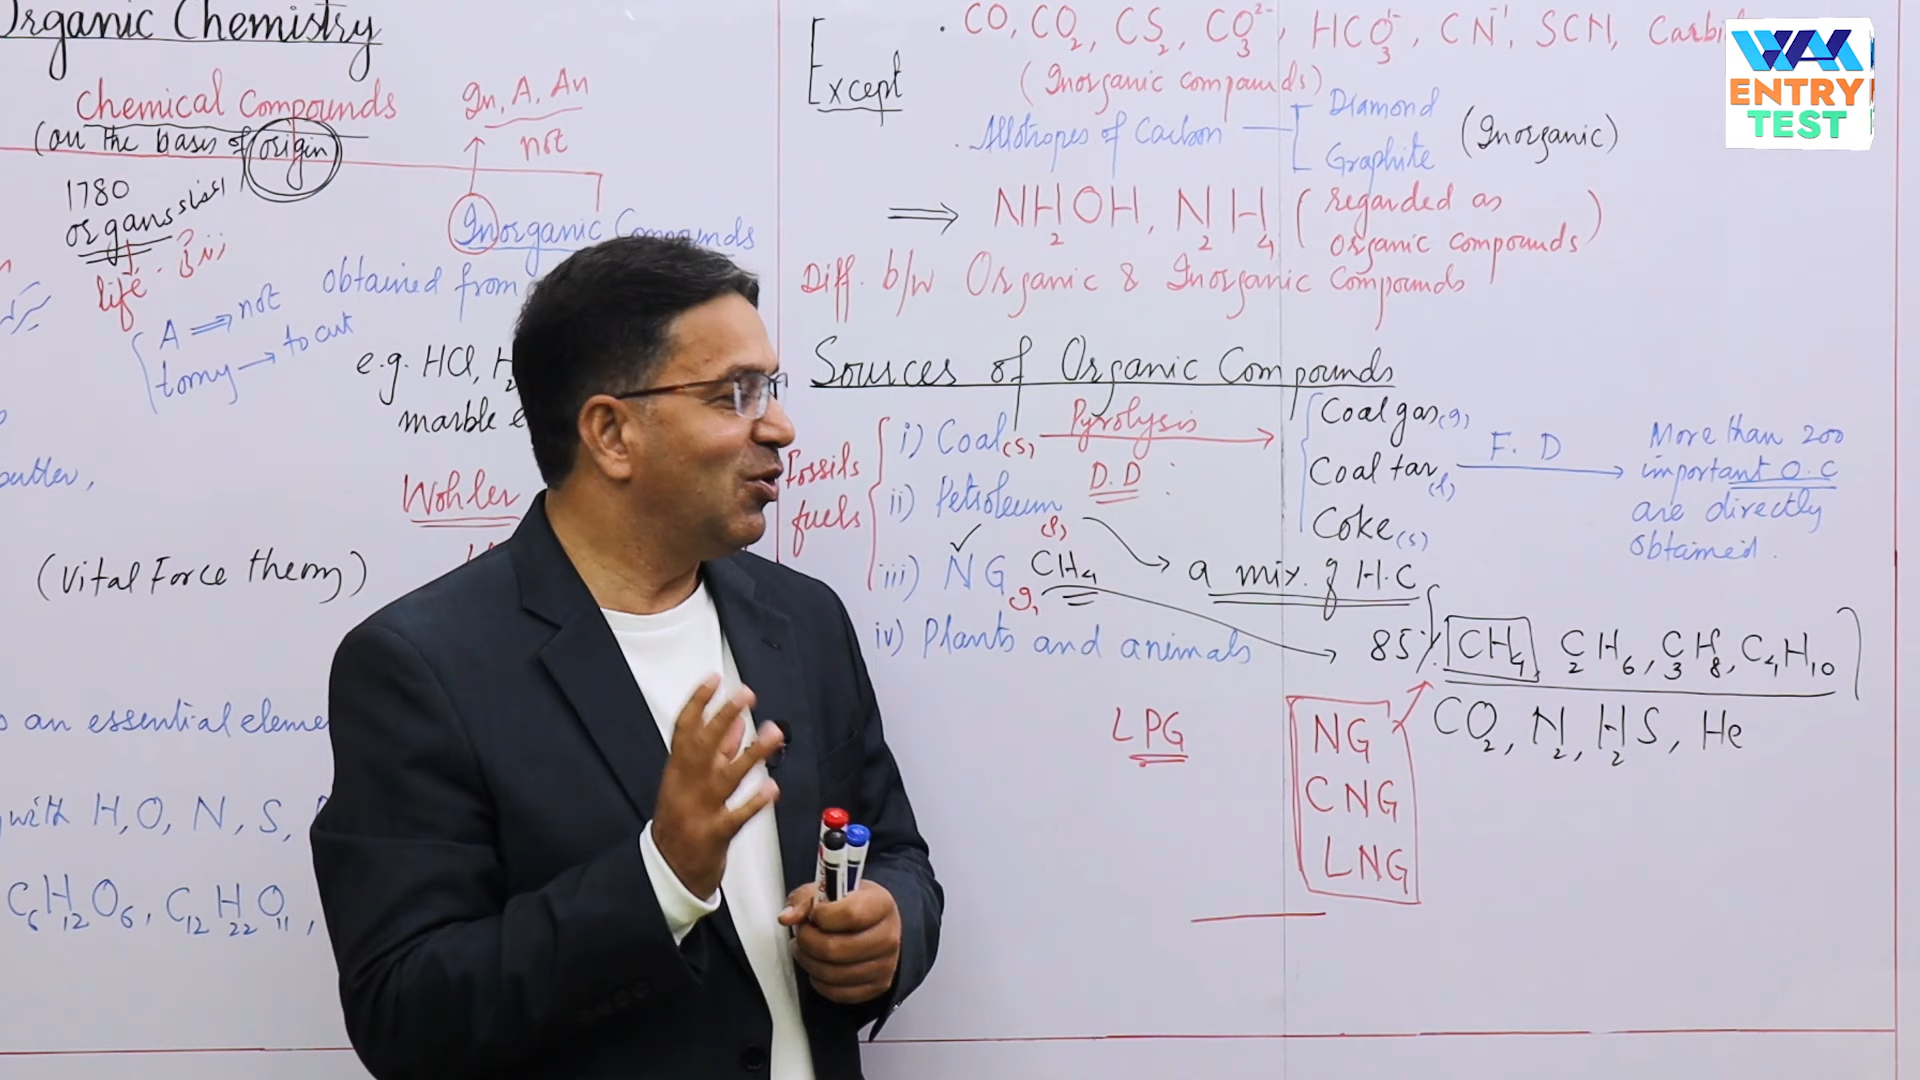 Organic Chemistry
Chemical Compounds
(on the basis of origin)
In, A, An
not
1780
organs
life
Inorganic Compounds
A ⟹ not
tomy → to cut
obtained from
e.g. HCl, H
marble
Wohler
butter,
(Vital Force theory)
an essential eleme
with H, O, N, S,
C6H12O6, C12H22O11,
Except
. CO, CO2, CS2, CO3²⁻, HCO3¹⁻, CN¹⁻, SCN,
(Inorganic compounds)
. Allotropes of Carbon
Diamond
Graphite
(Inorganic)
⟹ NH2OH, N2H4 (regarded as
organic compounds)
Diff. b/w Organic & Inorganic Compounds
Sources of Organic Compounds
Fossils
fuels
i) Coal(s)
Pyrolysis
D.D
ii) Petroleum
(l)
iii) NG CH4
g,
iv) Plants and animals
Coal gas(g)
Coal tar(l)
Coke(s)
F.D
More than 200
important O.C
are directly
obtained.
a mix. of H.C
85% CH4 C2H6, C3H8, C4H10
CO2, N2, H2S, He
LPG
NG
CNG
LNG
ENTRY
TEST